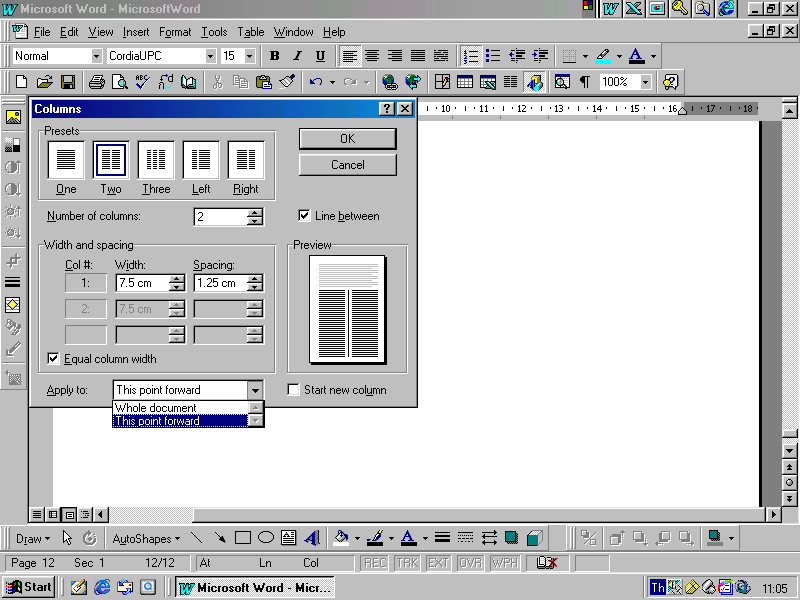 Microsoft Word - MicrosoftWord
File Edit View Insert Format Tools Table Window Help
Normal CordiaUPC 15 B I U A
100%
Columns
10 11 12 13 14 15 16 17 18
Presets
OK
Cancel
One Two Three Left Right
Number of columns: 2 Line between
Width and spacing Preview
Col #: Width: Spacing:
1: 7.5 cm 1.25 cm
2: 7.5 cm
Equal column width
Apply to: This point forward Start new column
Whole document
This point forward
Draw AutoShapes
Page 12 Sec 1 12/12 At Ln Col REC TRK EXT OVR WPH
Start Microsoft Word - Micr... Th 11:05